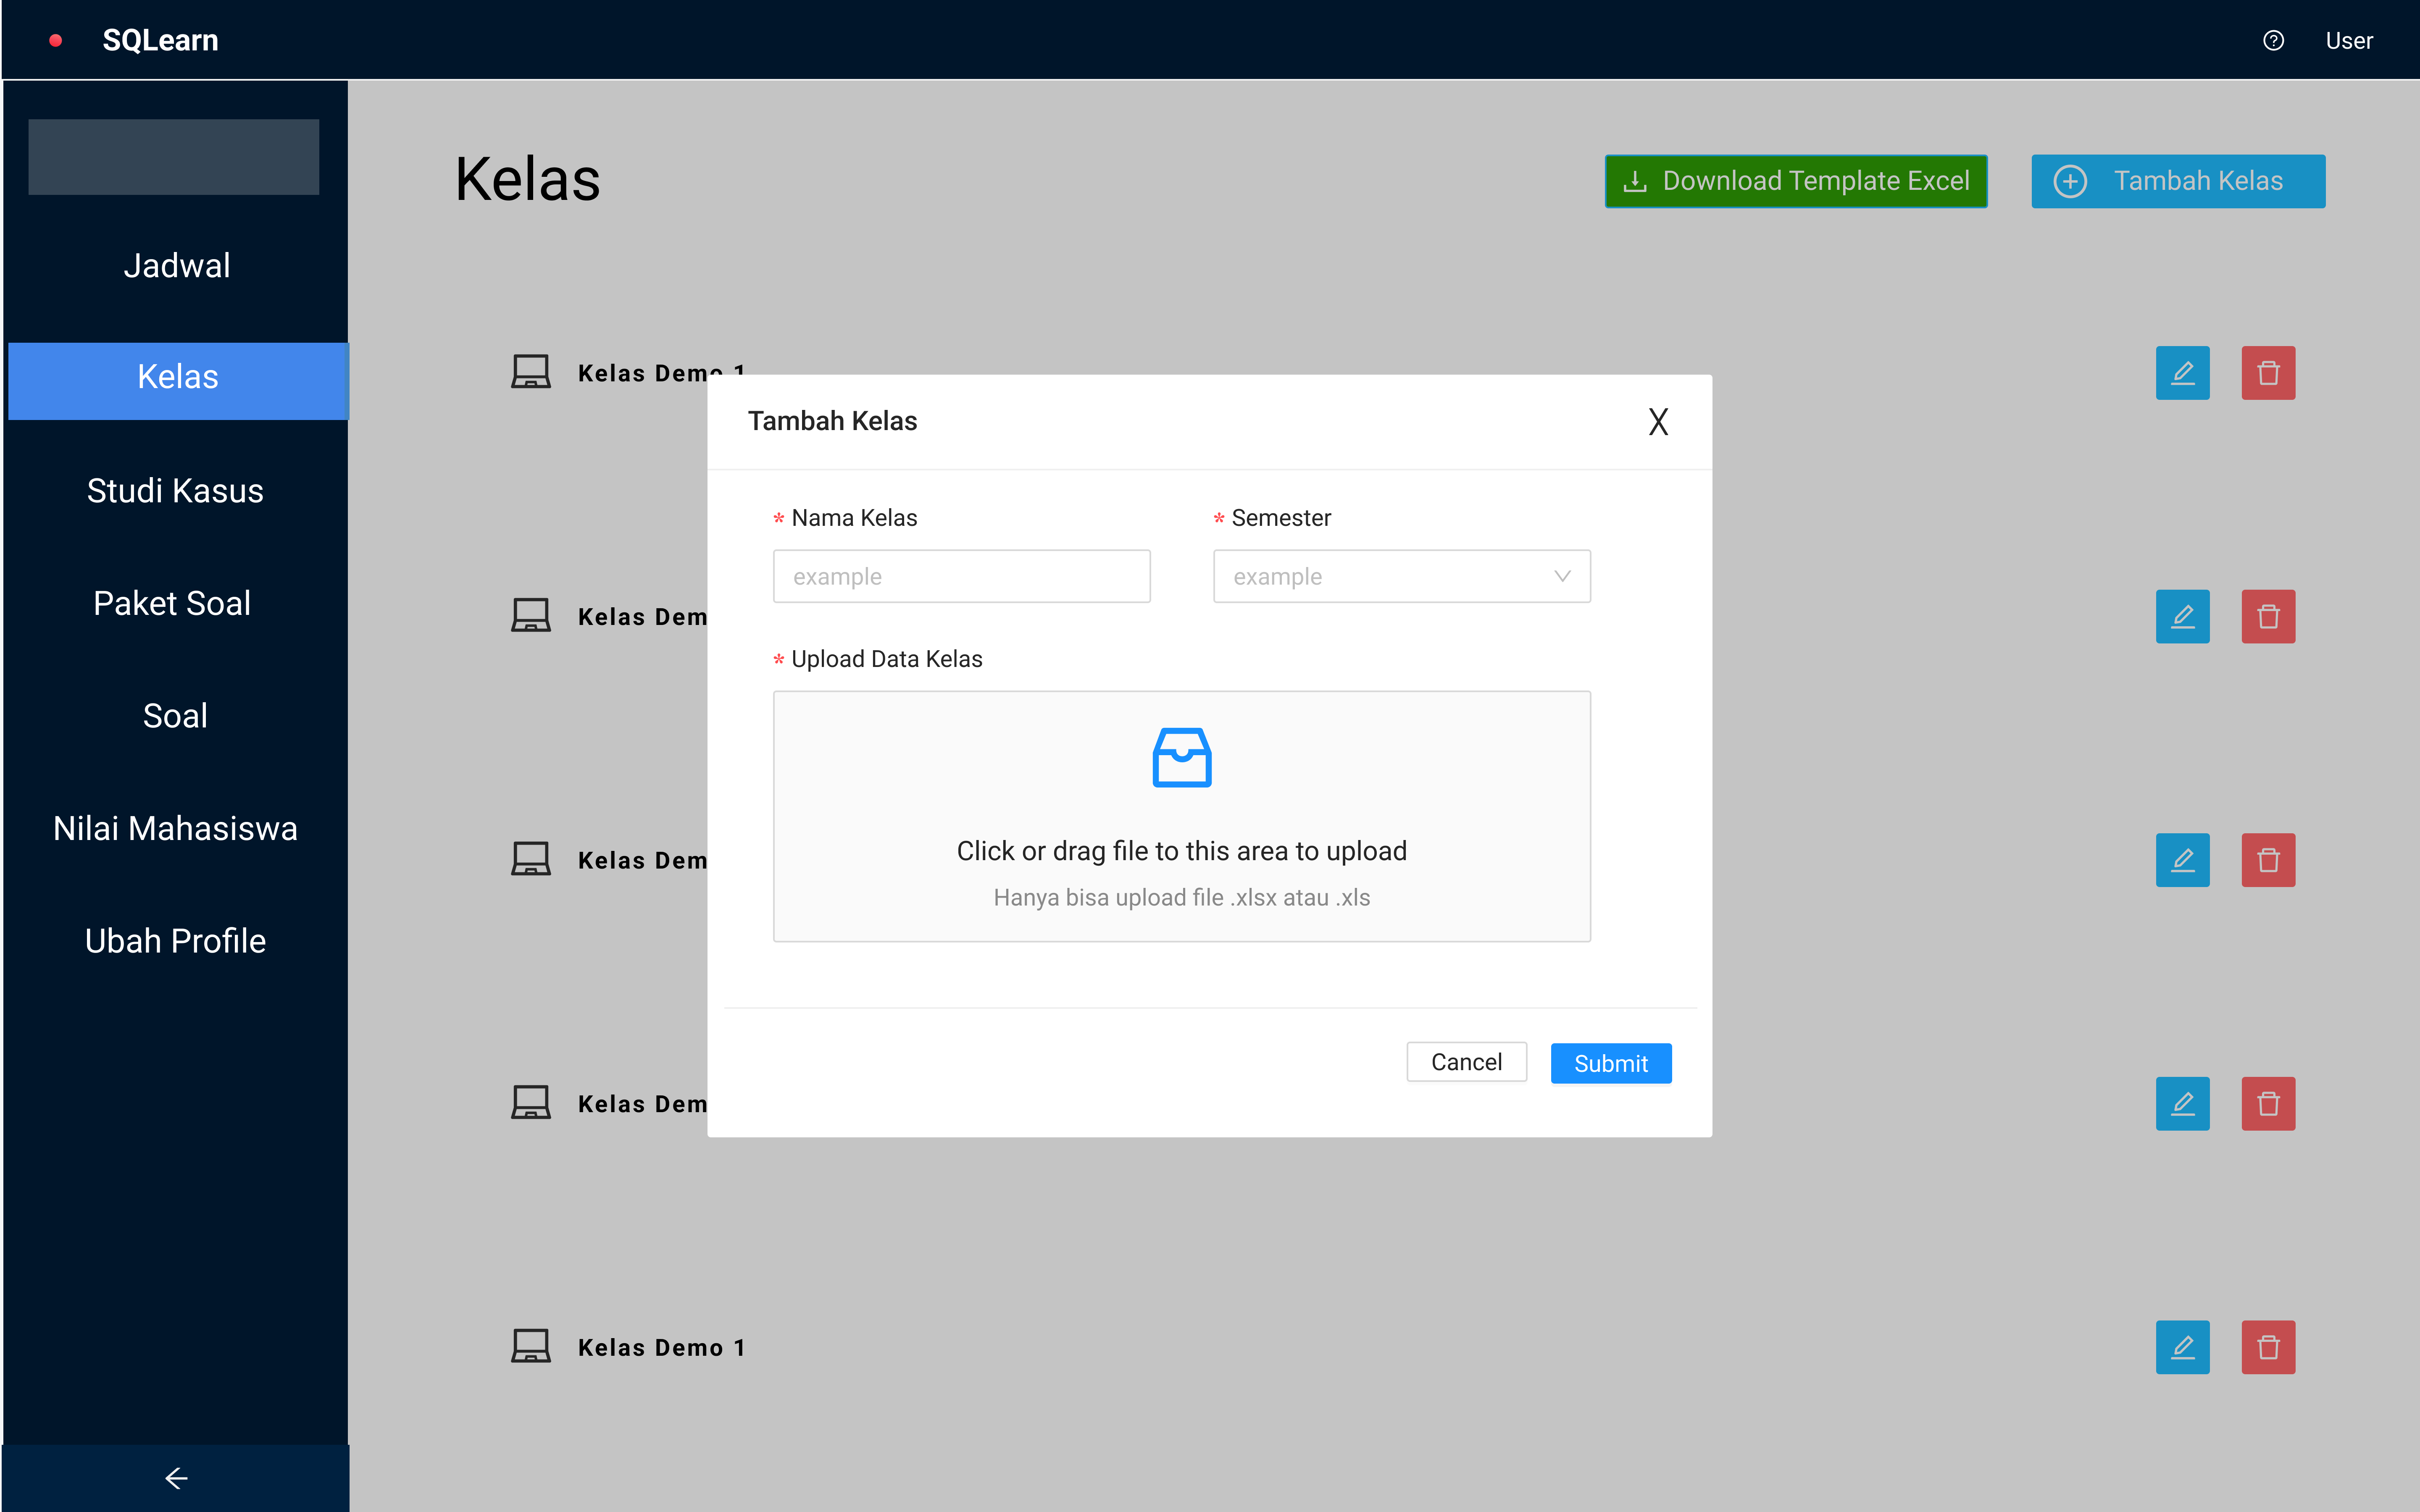 SQLearn
User
Jadwal
Kelas
Studi Kasus
Paket Soal
Soal
Nilai Mahasiswa
Ubah Profile
Kelas
Download Template Excel
Tambah Kelas
Kelas Demo 1
Kelas Dem
Kelas Dem
Kelas Dem
Kelas Demo 1
Tambah Kelas
X
* Nama Kelas
example
* Semester
example
* Upload Data Kelas
Click or drag file to this area to upload
Hanya bisa upload file .xlsx atau .xls
Cancel
Submit